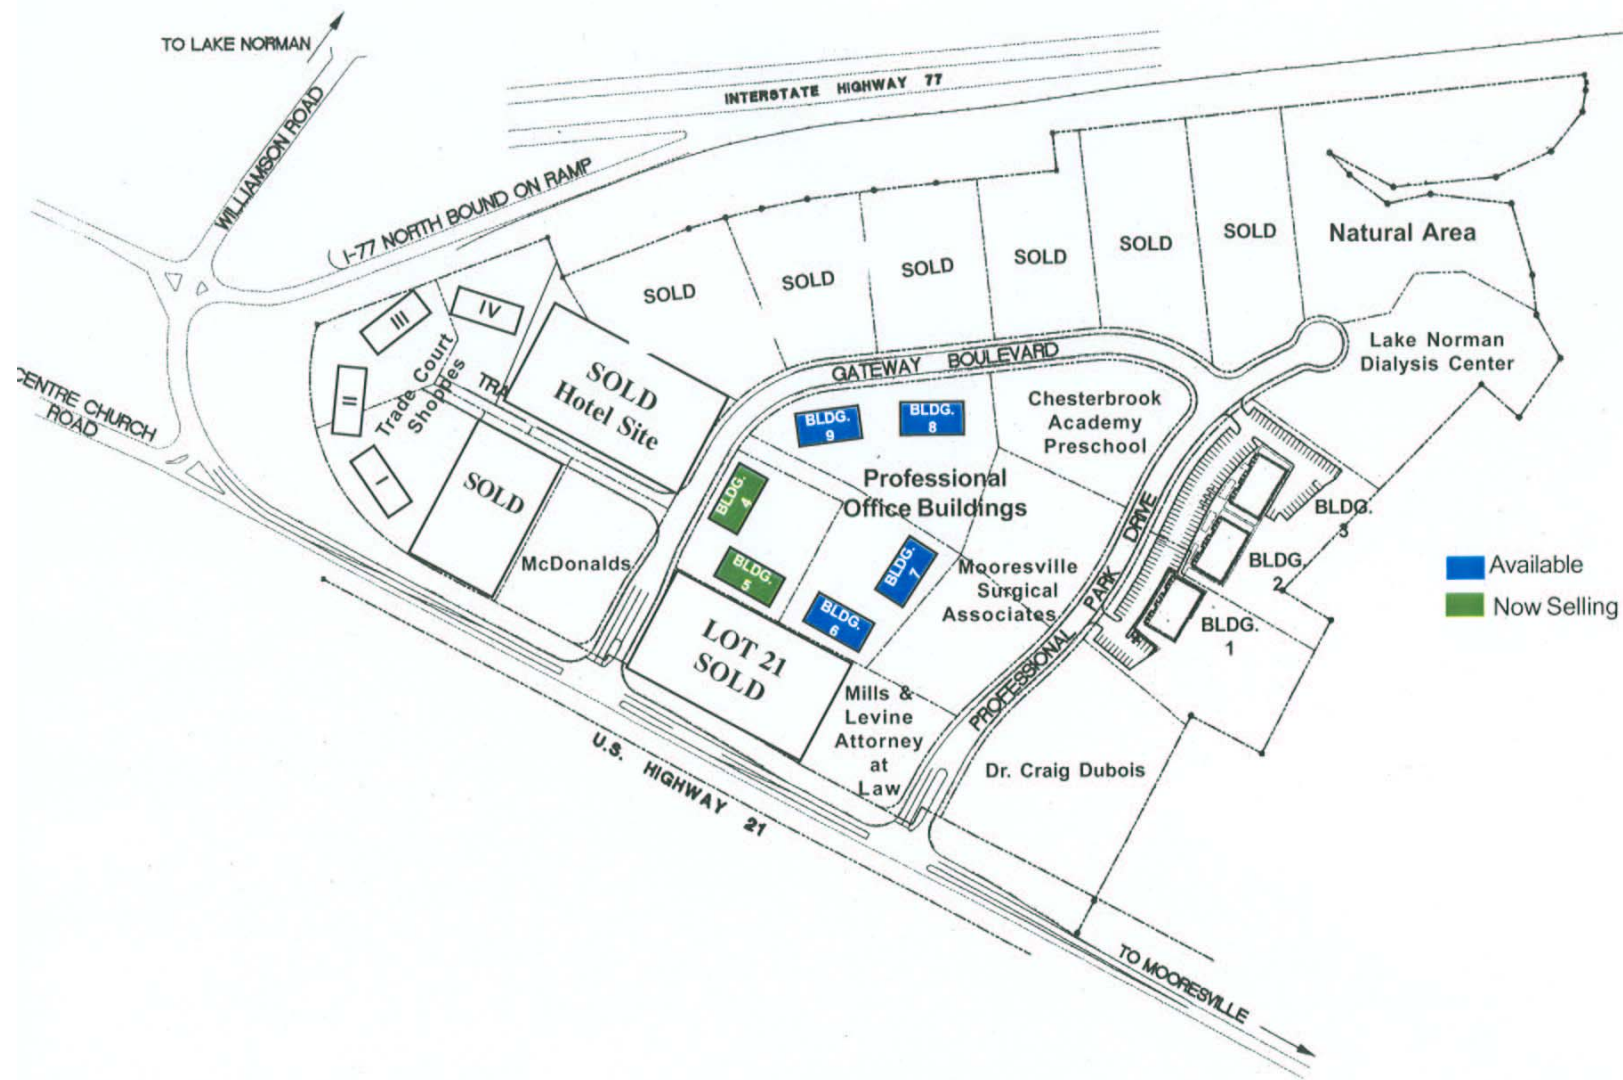 TO LAKE NORMAN
INTERSTATE HIGHWAY 77
WILLIAMSON ROAD
I-77 NORTH BOUND ON RAMP
SOLD
SOLD
SOLD
SOLD
SOLD
SOLD
Natural Area
Lake Norman
Dialysis Center
CENTRE CHURCH
ROAD
I
II
III
IV
Trade Court
Shoppes
TRA
SOLD
Hotel Site
SOLD
McDonalds
GATEWAY BOULEVARD
BLDG.
9
BLDG.
8
Chesterbrook
Academy
Preschool
Professional
Office Buildings
BLDG.
4
BLDG.
5
BLDG.
6
BLDG.
7
Mooresville
Surgical
Associates
PROFESSIONAL PARK DRIVE
BLDG.
3
BLDG.
2
BLDG.
1
LOT 21
SOLD
Mills &
Levine
Attorney
at
Law
Dr. Craig Dubois
U.S. HIGHWAY 21
TO MOORESVILLE
Available
Now Selling